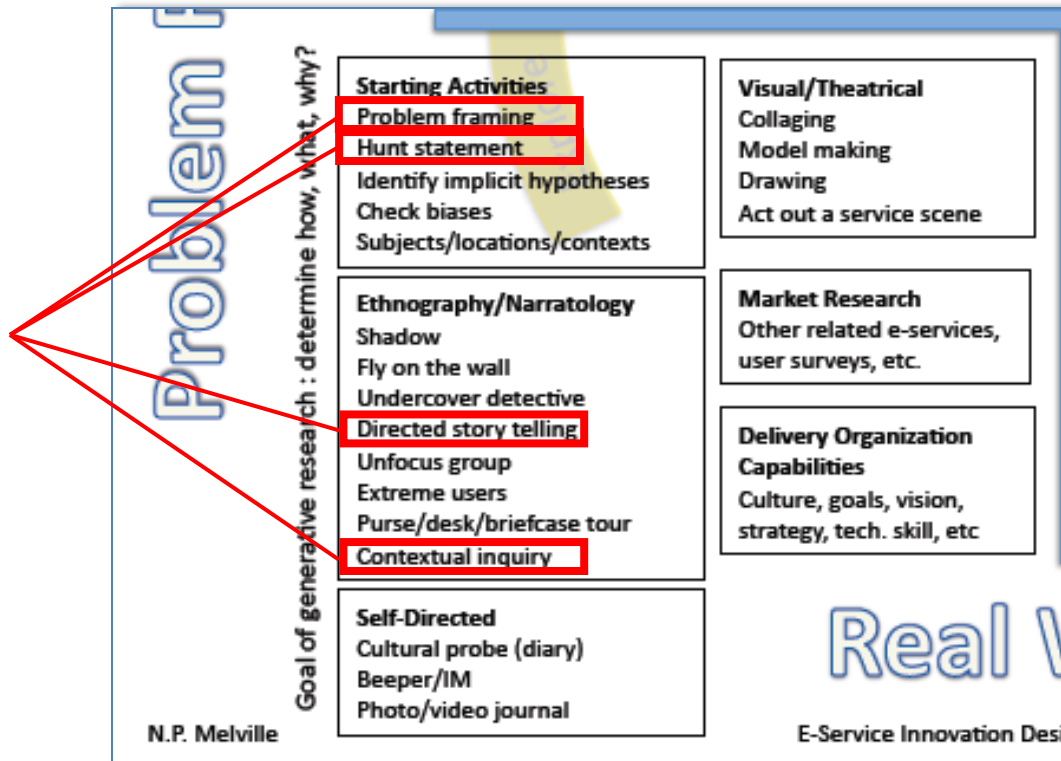 Problem
Goal of generative research : determine how, what, why?
Starting Activities
Problem framing
Hunt statement
Identify implicit hypotheses
Check biases
Subjects/locations/contexts
Ethnography/Narratology
Shadow
Fly on the wall
Undercover detective
Directed story telling
Unfocus group
Extreme users
Purse/desk/briefcase tour
Contextual inquiry
Self-Directed
Cultural probe (diary)
Beeper/IM
Photo/video journal
Visual/Theatrical
Collaging
Model making
Drawing
Act out a service scene
Market Research
Other related e-services,
user surveys, etc.
Delivery Organization
Capabilities
Culture, goals, vision,
strategy, tech. skill, etc
Real
N.P. Melville
E-Service Innovation Desi